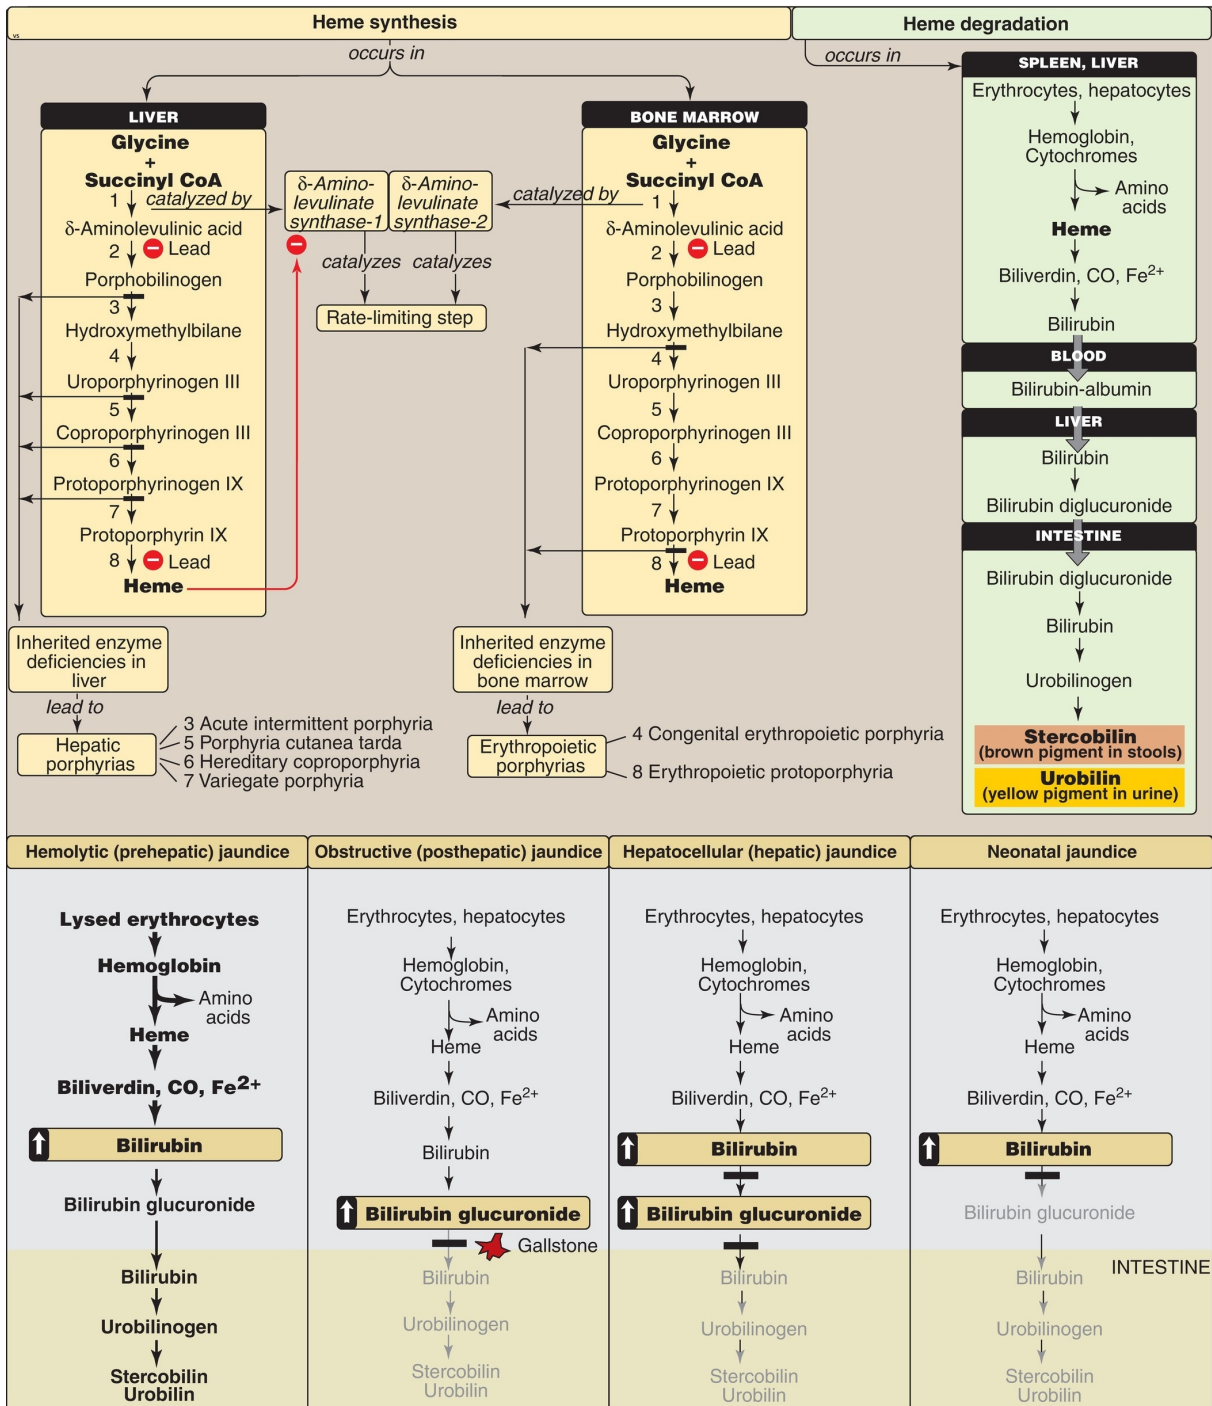 Heme synthesis
vs
occurs in
LIVER
Glycine
+
Succinyl CoA
1
catalyzed by
δ-Aminolevulinic acid
2
Lead
Porphobilinogen
3
Hydroxymethylbilane
4
Uroporphyrinogen III
5
Coproporphyrinogen III
6
Protoporphyrinogen IX
7
Protoporphyrin IX
8
Lead
Heme
δ-Amino-
levulinate
synthase-1
δ-Amino-
levulinate
synthase-2
catalyzes
catalyzes
Rate-limiting step
BONE MARROW
Glycine
+
Succinyl CoA
catalyzed by
1
δ-Aminolevulinic acid
2
Lead
Porphobilinogen
3
Hydroxymethylbilane
4
Uroporphyrinogen III
5
Coproporphyrinogen III
6
Protoporphyrinogen IX
7
Protoporphyrin IX
8
Lead
Heme
Inherited enzyme
deficiencies in
liver
lead to
Hepatic
porphyrias
3 Acute intermittent porphyria
5 Porphyria cutanea tarda
6 Hereditary coproporphyria
7 Variegate porphyria
Inherited enzyme
deficiencies in
bone marrow
lead to
Erythropoietic
porphyrias
4 Congenital erythropoietic porphyria
8 Erythropoietic protoporphyria
Heme degradation
occurs in
SPLEEN, LIVER
Erythrocytes, hepatocytes
Hemoglobin,
Cytochromes
Amino
acids
Heme
Biliverdin, CO, Fe2+
Bilirubin
BLOOD
Bilirubin-albumin
LIVER
Bilirubin
Bilirubin diglucuronide
INTESTINE
Bilirubin diglucuronide
Bilirubin
Urobilinogen
Stercobilin
(brown pigment in stools)
Urobilin
(yellow pigment in urine)
Hemolytic (prehepatic) jaundice
Lysed erythrocytes
Hemoglobin
Amino
acids
Heme
Biliverdin, CO, Fe2+
Bilirubin
Bilirubin glucuronide
Bilirubin
Urobilinogen
Stercobilin
Urobilin
Obstructive (posthepatic) jaundice
Erythrocytes, hepatocytes
Hemoglobin,
Cytochromes
Amino
acids
Heme
Biliverdin, CO, Fe2+
Bilirubin
Bilirubin glucuronide
Gallstone
Bilirubin
Urobilinogen
Stercobilin
Urobilin
Hepatocellular (hepatic) jaundice
Erythrocytes, hepatocytes
Hemoglobin,
Cytochromes
Amino
acids
Heme
Biliverdin, CO, Fe2+
Bilirubin
Bilirubin glucuronide
Bilirubin
Urobilinogen
Stercobilin
Urobilin
Neonatal jaundice
Erythrocytes, hepatocytes
Hemoglobin,
Cytochromes
Amino
acids
Heme
Biliverdin, CO, Fe2+
Bilirubin
Bilirubin glucuronide
INTESTINE
Bilirubin
Urobilinogen
Stercobilin
Urobilin